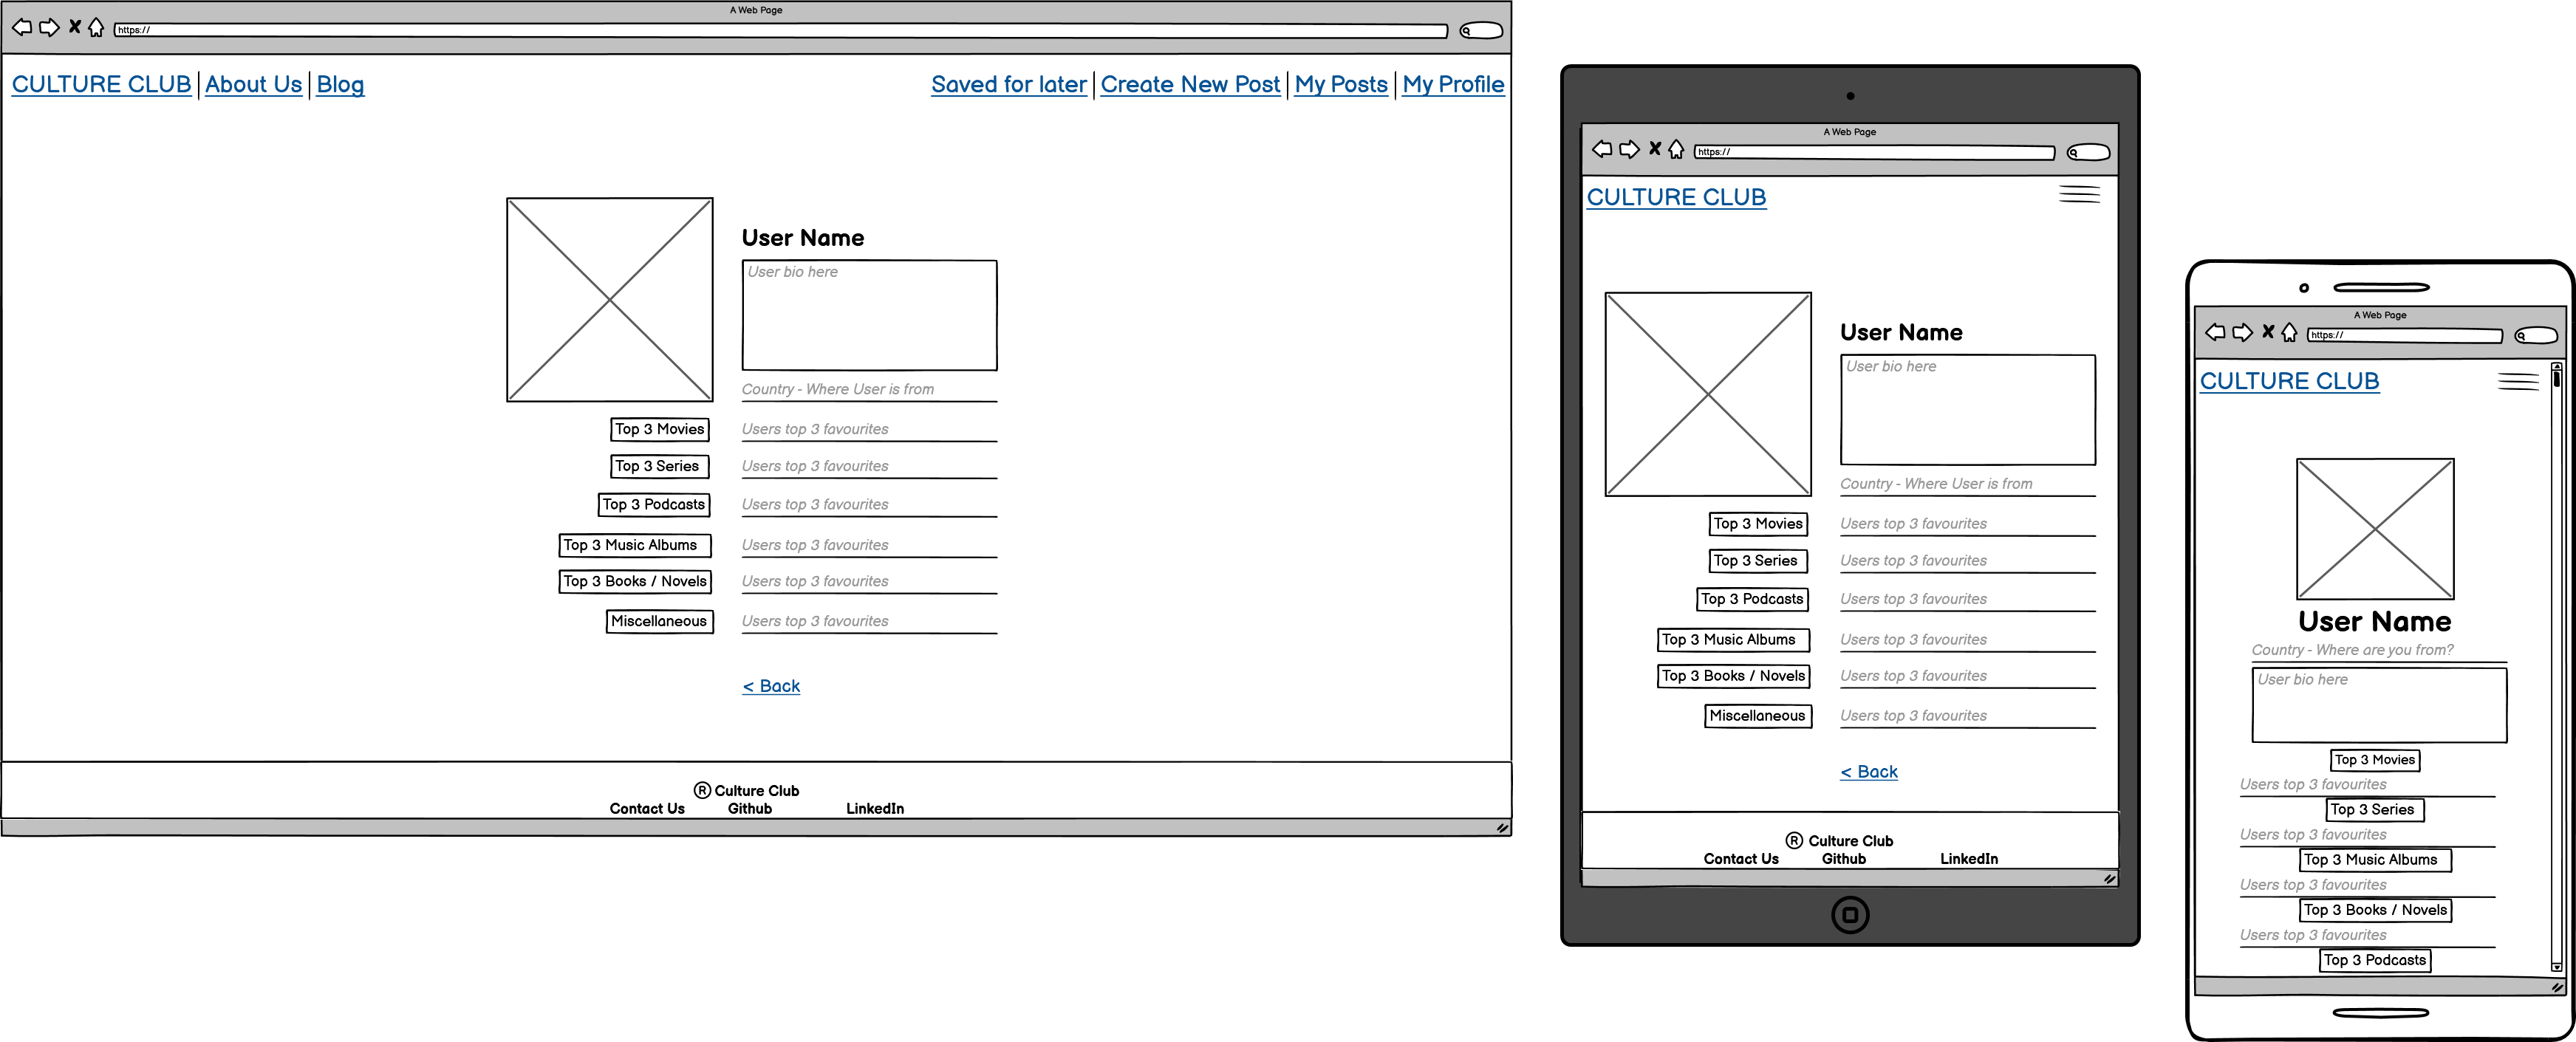 A Web Page
https://
CULTURE CLUB About Us Blog Saved for later Create New Post My Posts My Profile
User Name
User bio here
Country - Where User is from
Top 3 Movies Users top 3 favourites
Top 3 Series Users top 3 favourites
Top 3 Podcasts Users top 3 favourites
Top 3 Music Albums Users top 3 favourites
Top 3 Books / Novels Users top 3 favourites
Miscellaneous Users top 3 favourites
< Back
® Culture Club
Contact Us Github LinkedIn
A Web Page
https://
CULTURE CLUB
User Name
User bio here
Country - Where User is from
Top 3 Movies Users top 3 favourites
Top 3 Series Users top 3 favourites
Top 3 Podcasts Users top 3 favourites
Top 3 Music Albums Users top 3 favourites
Top 3 Books / Novels Users top 3 favourites
Miscellaneous Users top 3 favourites
< Back
® Culture Club
Contact Us Github LinkedIn
A Web Page
https://
CULTURE CLUB
User Name
Country - Where are you from?
User bio here
Top 3 Movies
Users top 3 favourites
Top 3 Series
Users top 3 favourites
Top 3 Music Albums
Users top 3 favourites
Top 3 Books / Novels
Users top 3 favourites
Top 3 Podcasts